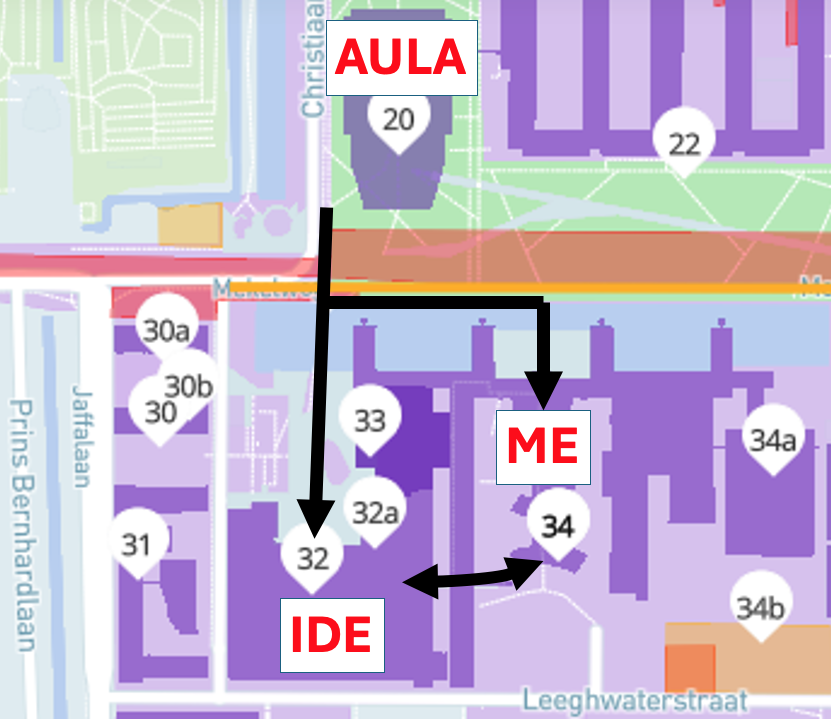 Christiaan
AULA
20
22
Mekelweg
30a
30b
30
33
ME
34a
32a
34
31
32
IDE
34b
Jaffalaan
Prins Bernhardlaan
Leeghwaterstraat